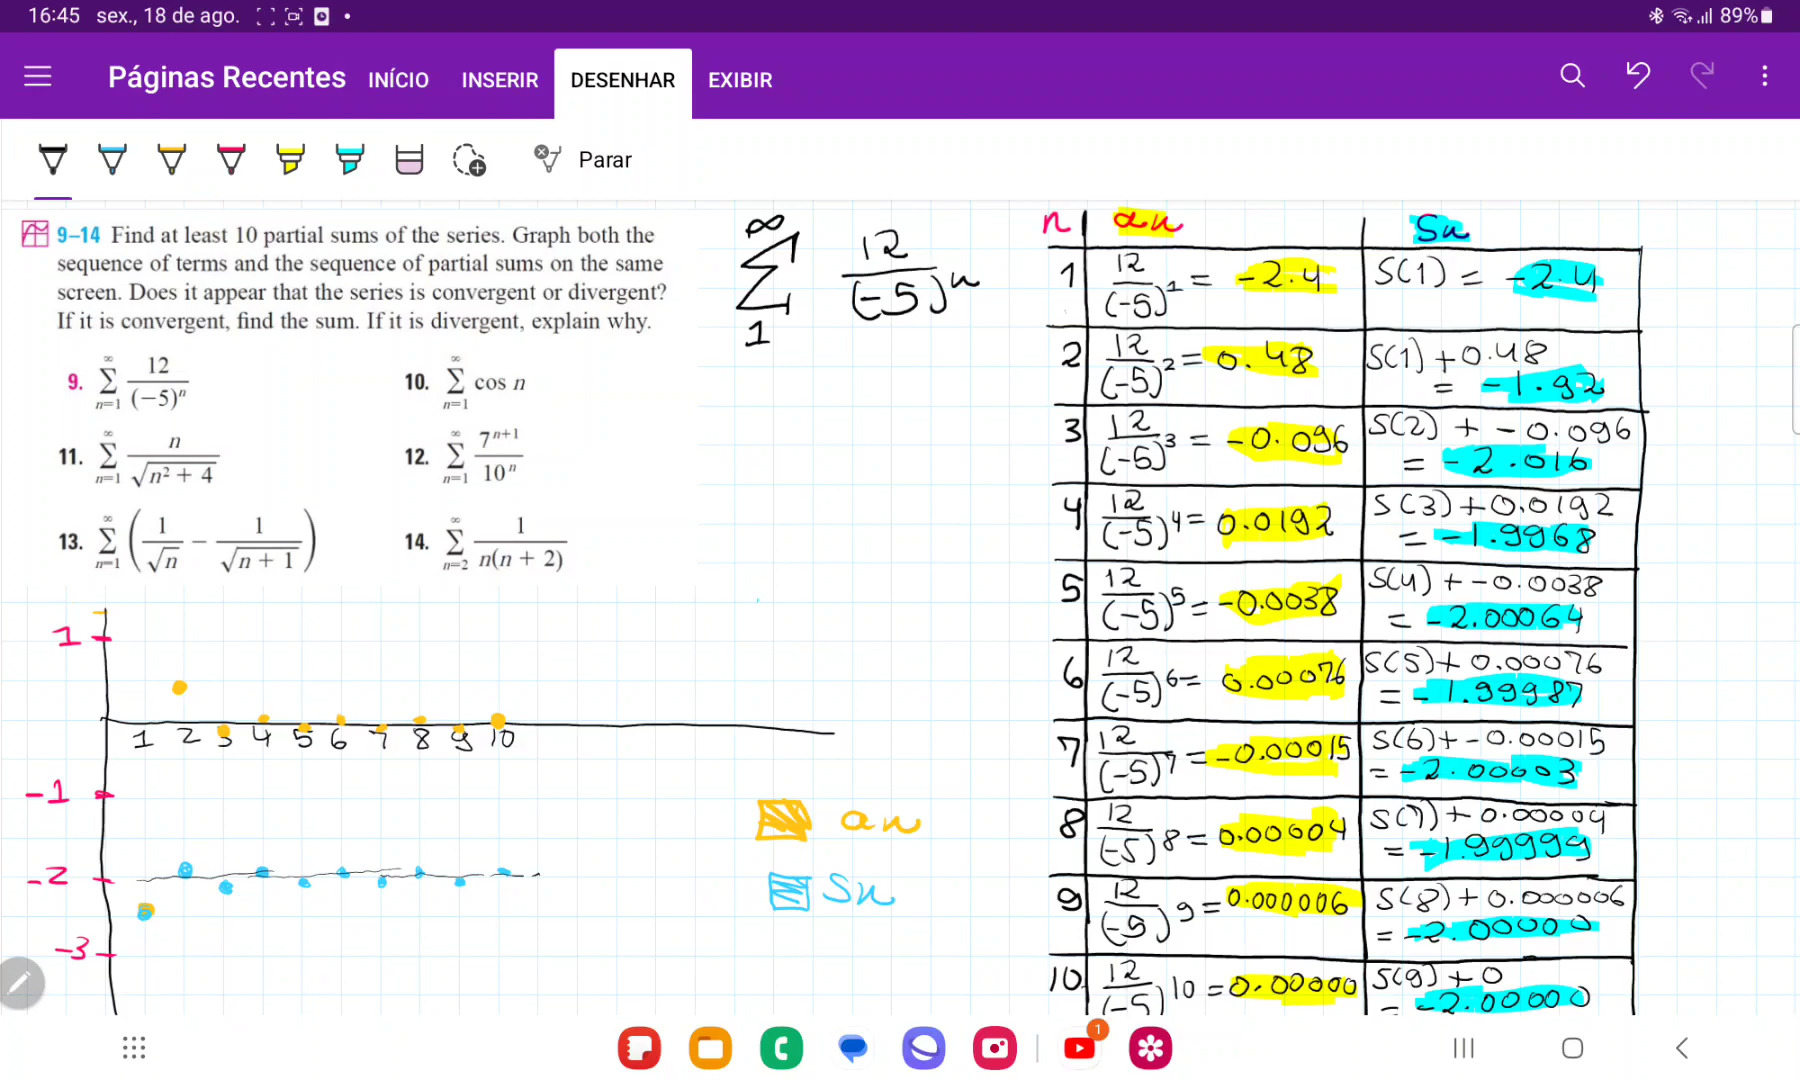 16:45 sex., 18 de ago.
89%
Páginas Recentes INÍCIO INSERIR DESENHAR EXIBIR
Parar
9–14 Find at least 10 partial sums of the series. Graph both the
sequence of terms and the sequence of partial sums on the same
screen. Does it appear that the series is convergent or divergent?
If it is convergent, find the sum. If it is divergent, explain why.
9. ∞ Σ n=1 12/(−5)ⁿ
10. ∞ Σ n=1 cos n
11. ∞ Σ n=1 n/√(n² + 4)
12. ∞ Σ n=1 7ⁿ⁺¹/10ⁿ
13. ∞ Σ n=1 (1/√n − 1/√(n + 1))
14. ∞ Σ n=2 1/(n(n + 2))
∞ Σ 1 12/(-5)ⁿ
n an Sn
1 12/(-5)¹ = -2.4 S(1) = -2.4
2 12/(-5)² = 0.48 S(1) + 0.48
= -1.92
3 12/(-5)³ = -0.096 S(2) + -0.096
= -2.016
4 12/(-5)⁴ = 0.0192 S(3) + 0.0192
= -1.9968
5 12/(-5)⁵ = -0.0038 S(4) + -0.0038
= -2.00064
6 12/(-5)⁶ = 0.00076 S(5) + 0.00076
= -1.99987
7 12/(-5)⁷ = -0.00015 S(6) + -0.00015
= -2.00003
8 12/(-5)⁸ = 0.00004 S(7) + 0.00004
= -1.99999
9 12/(-5)⁹ = 0.000006 S(8) + 0.000006
= -2.00000
10 12/(-5)¹⁰ = 0.00000 S(9) + 0
= -2.00000
1
1 2 3 4 5 6 7 8 9 10
-1
-2
-3
an
Sn
1